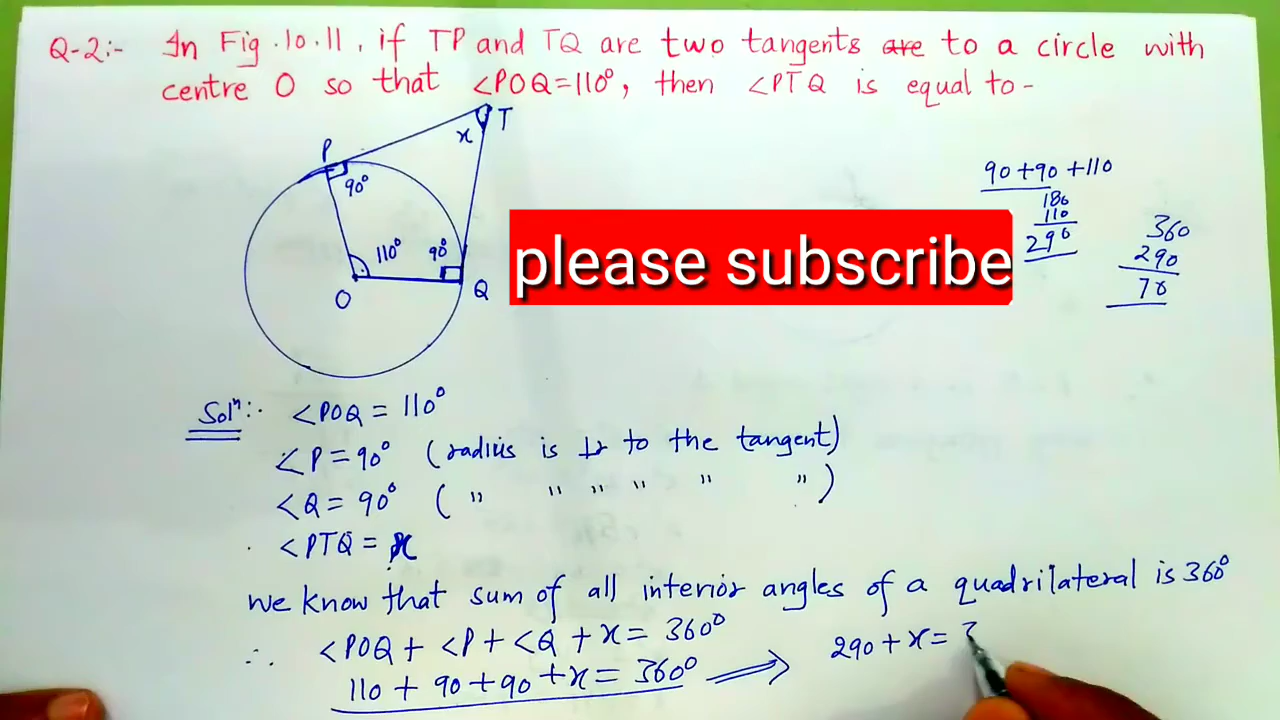 Q-2:- In Fig.10.11, if TP and TQ are two tangents are to a circle with
centre O so that ∠POQ=110°, then ∠PTQ is equal to-
T
x
P
90°
110°
90°
O
Q
90+90+110
180
110
290
360
290
70
please subscribe
Solⁿ:- ∠POQ = 110°
∠P = 90° (radius is ⊥r to the tangent)
∠Q = 90° ( " " " " " ")
∠PTQ = x
We know that sum of all interior angles of a quadrilateral is 360°
∴ ∠POQ + ∠P + ∠Q + x = 360°
110 + 90 + 90 + x = 360° ⟹ 290 + x = 3